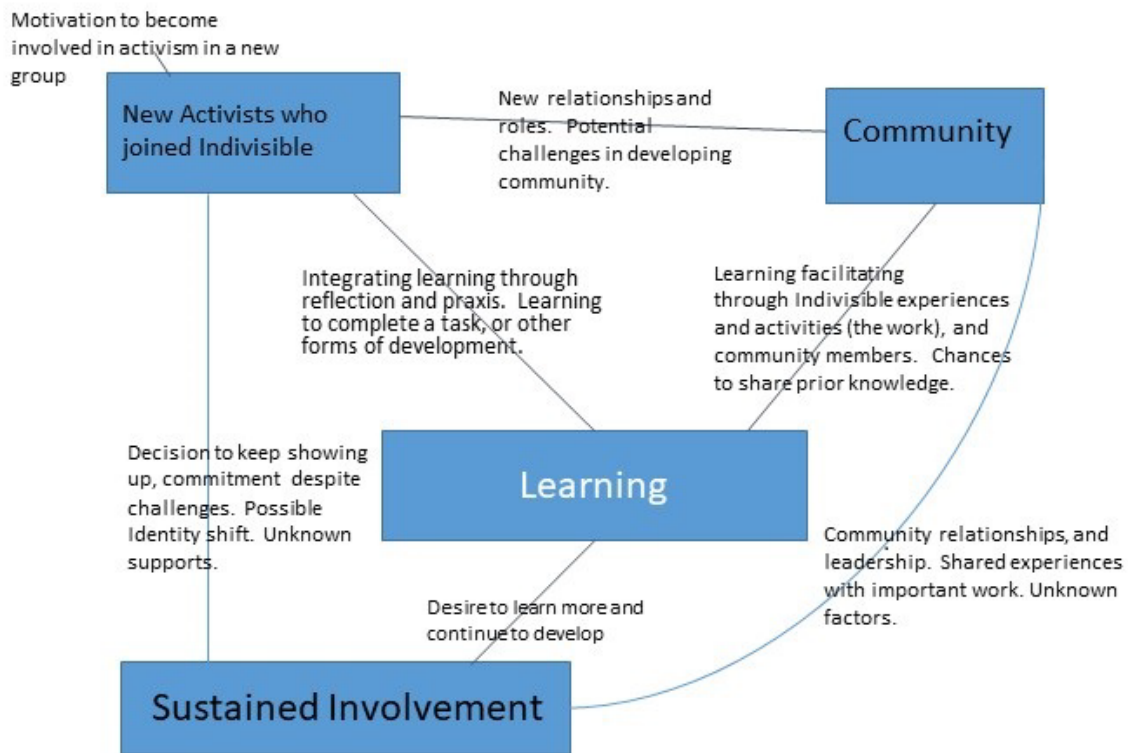 Motivation to become
involved in activism in a new
group
New Activists who
joined Indivisible
New relationships and
roles. Potential
challenges in developing
community.
Community
Integrating learning through
reflection and praxis. Learning
to complete a task, or other
forms of development.
Learning facilitating
through Indivisible experiences
and activities (the work), and
community members. Chances
to share prior knowledge.
Decision to keep showing
up, commitment despite
challenges. Possible
Identity shift. Unknown
supports.
Learning
Community relationships, and
leadership. Shared experiences
with important work. Unknown
factors.
Desire to learn more and
continue to develop
Sustained Involvement